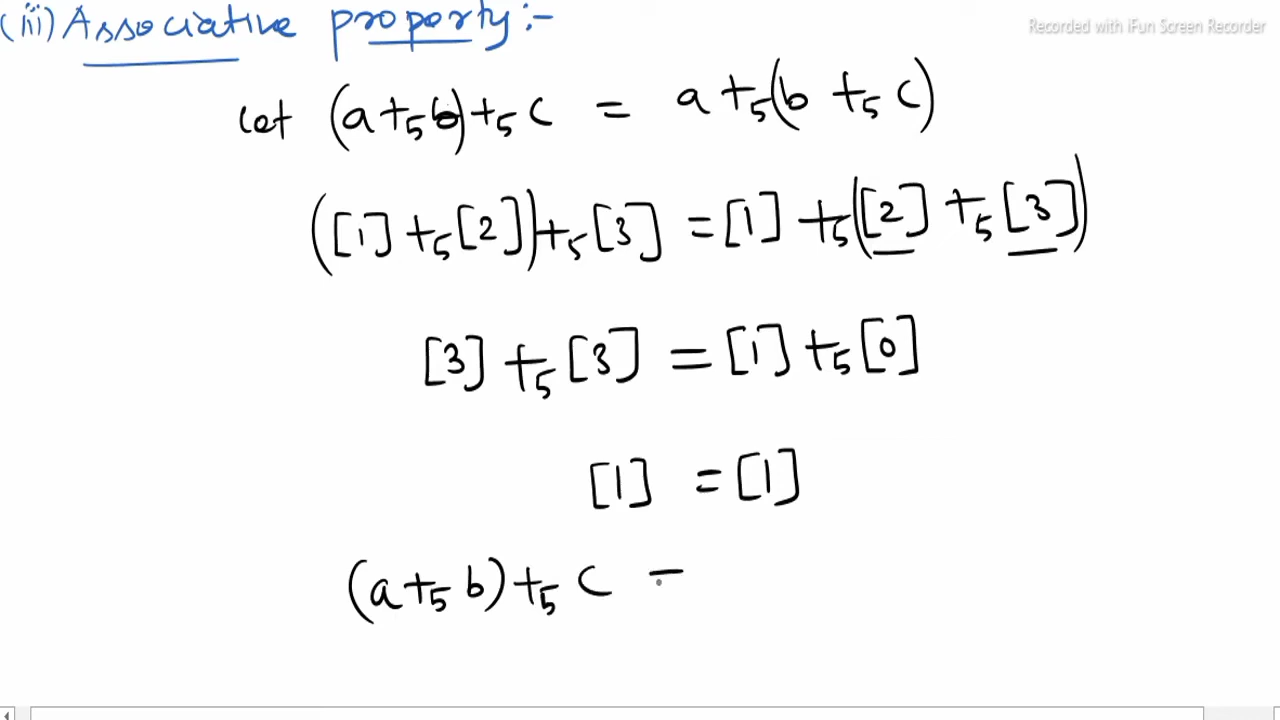 (iii) Associative property :-
Recorded with iFun Screen Recorder
Let (a +₅ b) +₅ c = a +₅ (b +₅ c)
([1] +₅ [2]) +₅ [3] = [1] +₅ ([2] +₅ [3])
[3] +₅ [3] = [1] +₅ [0]
[1] = [1]
(a +₅ b) +₅ c -